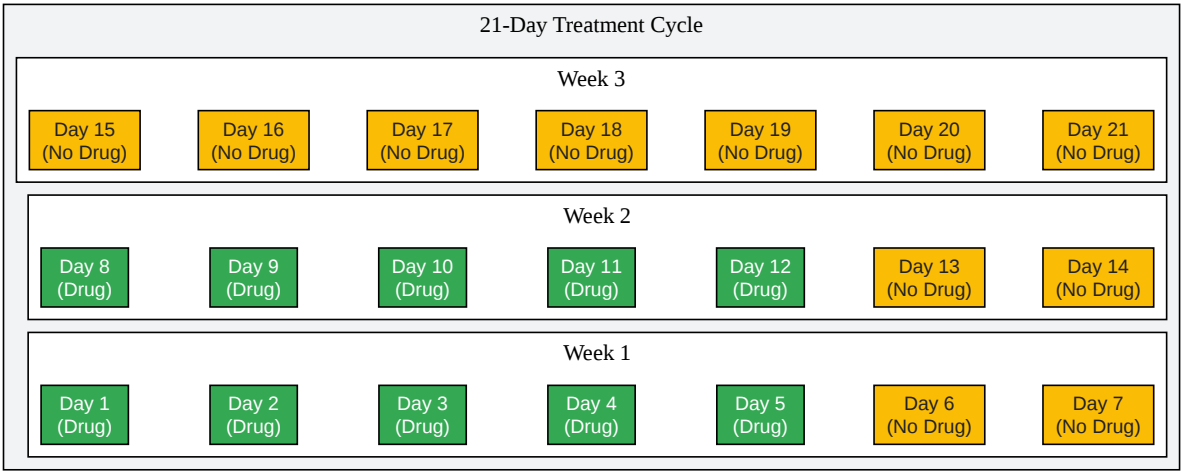 21-Day Treatment Cycle
Week 3
Day 15
(No Drug)
Day 16
(No Drug)
Day 17
(No Drug)
Day 18
(No Drug)
Day 19
(No Drug)
Day 20
(No Drug)
Day 21
(No Drug)
Week 2
Day 8
(Drug)
Day 9
(Drug)
Day 10
(Drug)
Day 11
(Drug)
Day 12
(Drug)
Day 13
(No Drug)
Day 14
(No Drug)
Week 1
Day 1
(Drug)
Day 2
(Drug)
Day 3
(Drug)
Day 4
(Drug)
Day 5
(Drug)
Day 6
(No Drug)
Day 7
(No Drug)